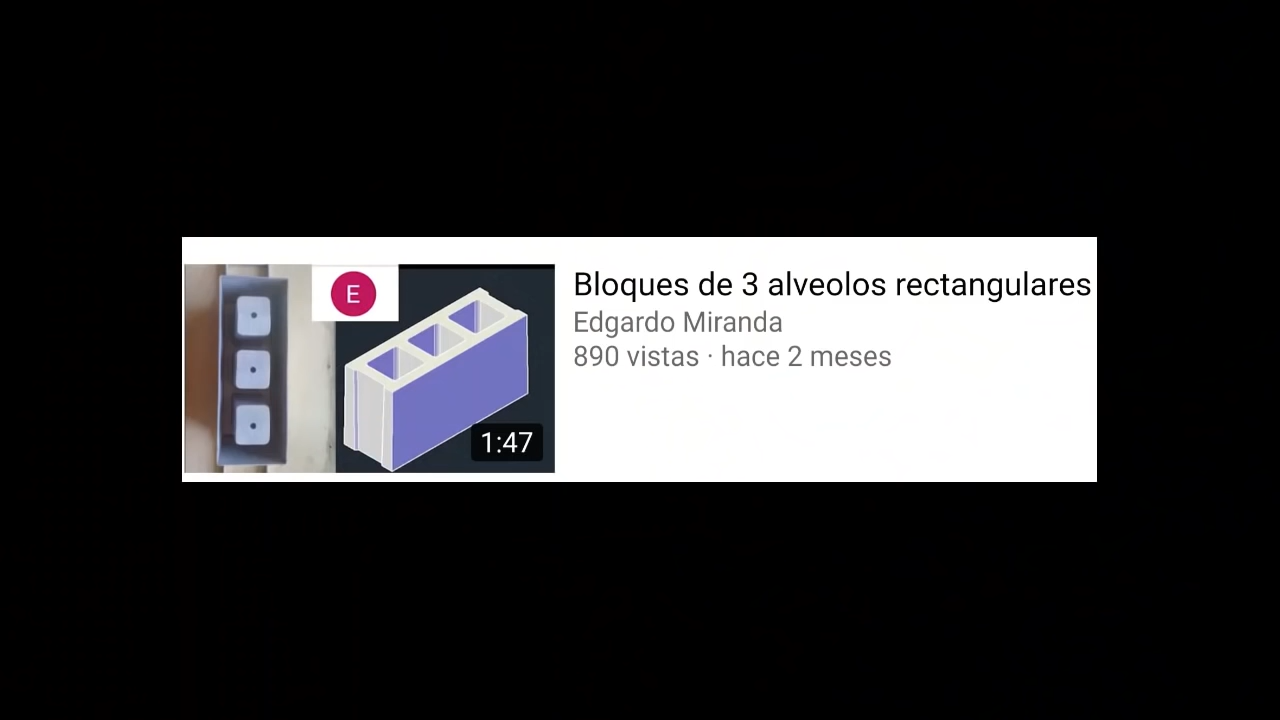 E
Bloques de 3 alveolos rectangulares
Edgardo Miranda
890 vistas · hace 2 meses
1:47